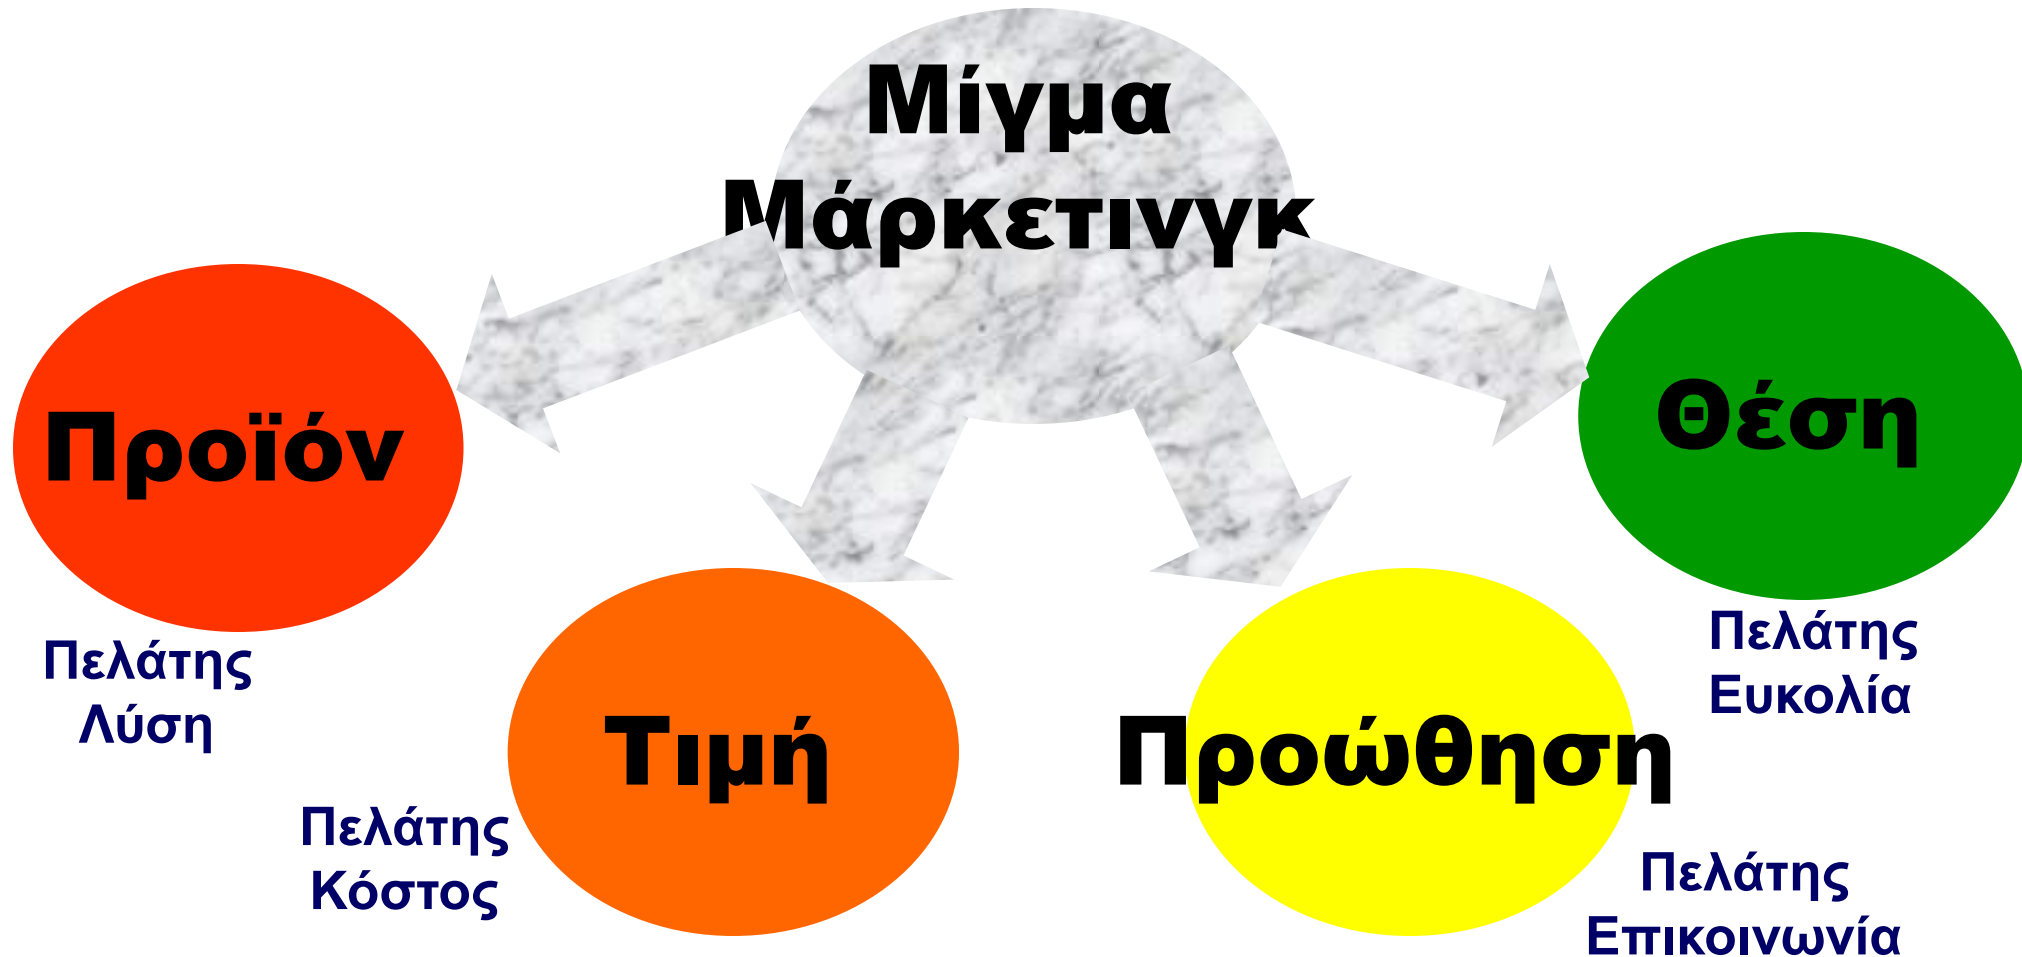 Μίγμα
Μάρκετινγκ
Προϊόν
Θέση
Πελάτης
Λύση
Πελάτης
Ευκολία
Τιμή
Προώθηση
Πελάτης
Κόστος
Πελάτης
Επικοινωνία